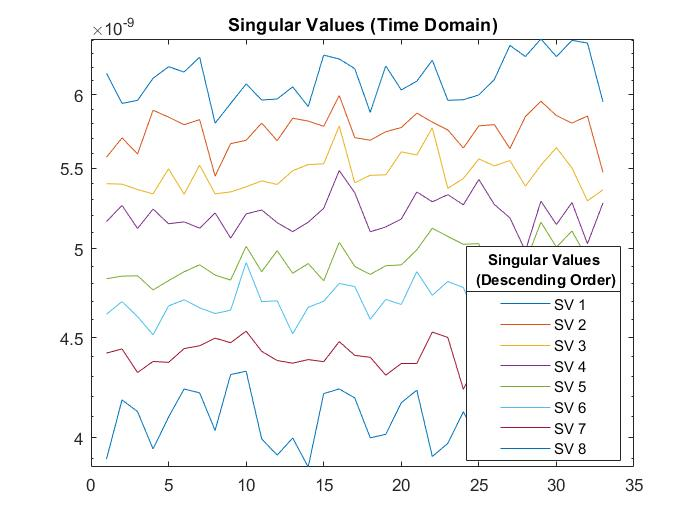 Singular Values (Time Domain)
×10⁻⁹
6
5.5
5
4.5
4
0 5 10 15 20 25 30 35
Singular Values
(Descending Order)
SV 1
SV 2
SV 3
SV 4
SV 5
SV 6
SV 7
SV 8